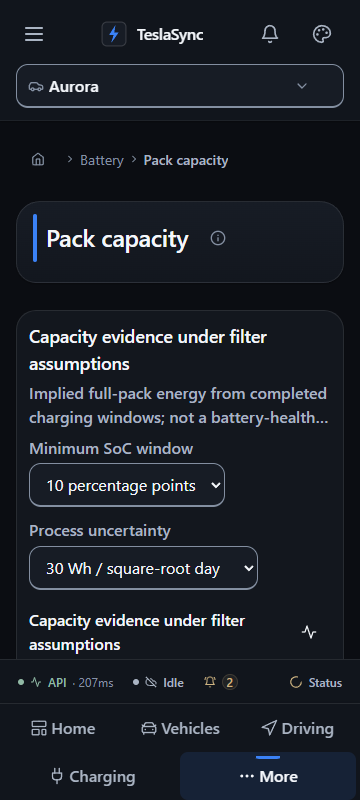 TeslaSync
Aurora
Battery
Pack capacity
Pack capacity
Capacity evidence under filter
assumptions
Implied full-pack energy from completed
charging windows; not a battery-health...
Minimum SoC window
10 percentage points
Process uncertainty
30 Wh / square-root day
Capacity evidence under filter
assumptions
API · 207ms
Idle
2
Status
Home
Vehicles
Driving
Charging
More